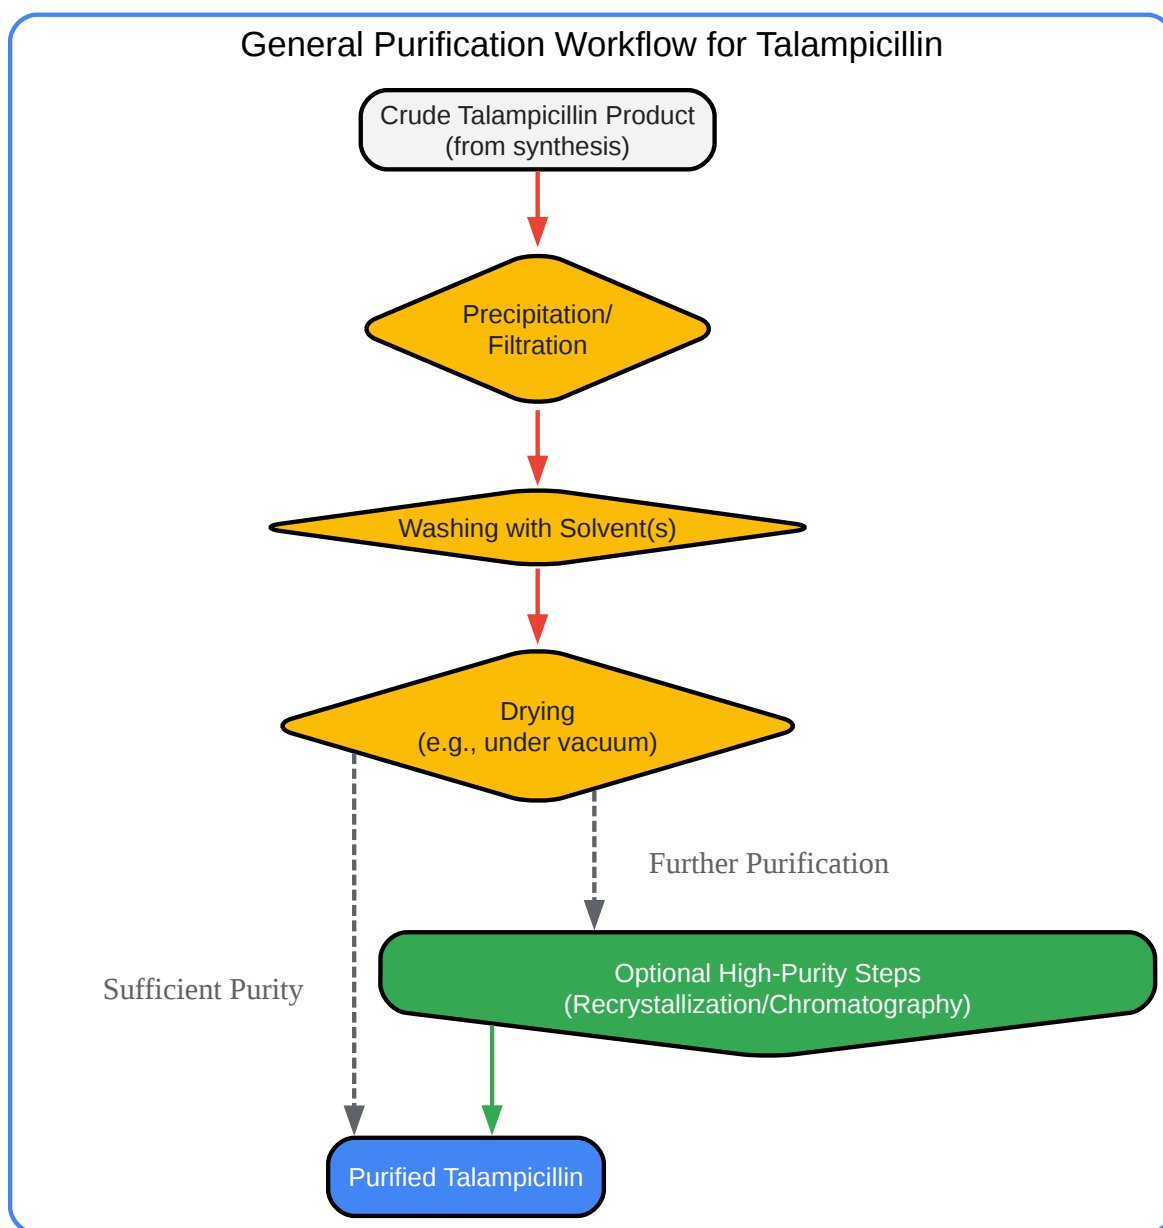 General Purification Workflow for Talampicillin
Crude Talampicillin Product
(from synthesis)
Precipitation/
Filtration
Washing with Solvent(s)
Drying
(e.g., under vacuum)
Further Purification
Sufficient Purity
Optional High-Purity Steps
(Recrystallization/Chromatography)
Purified Talampicillin